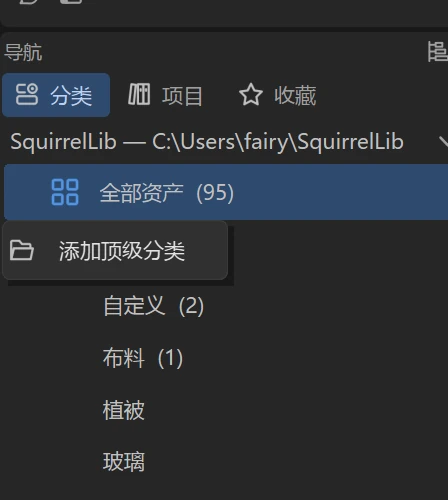 导航
分类 项目 收藏
SquirrelLib — C:\Users\fairy\SquirrelLib
全部资产 (95)
添加顶级分类
自定义 (2)
布料 (1)
植被
玻璃